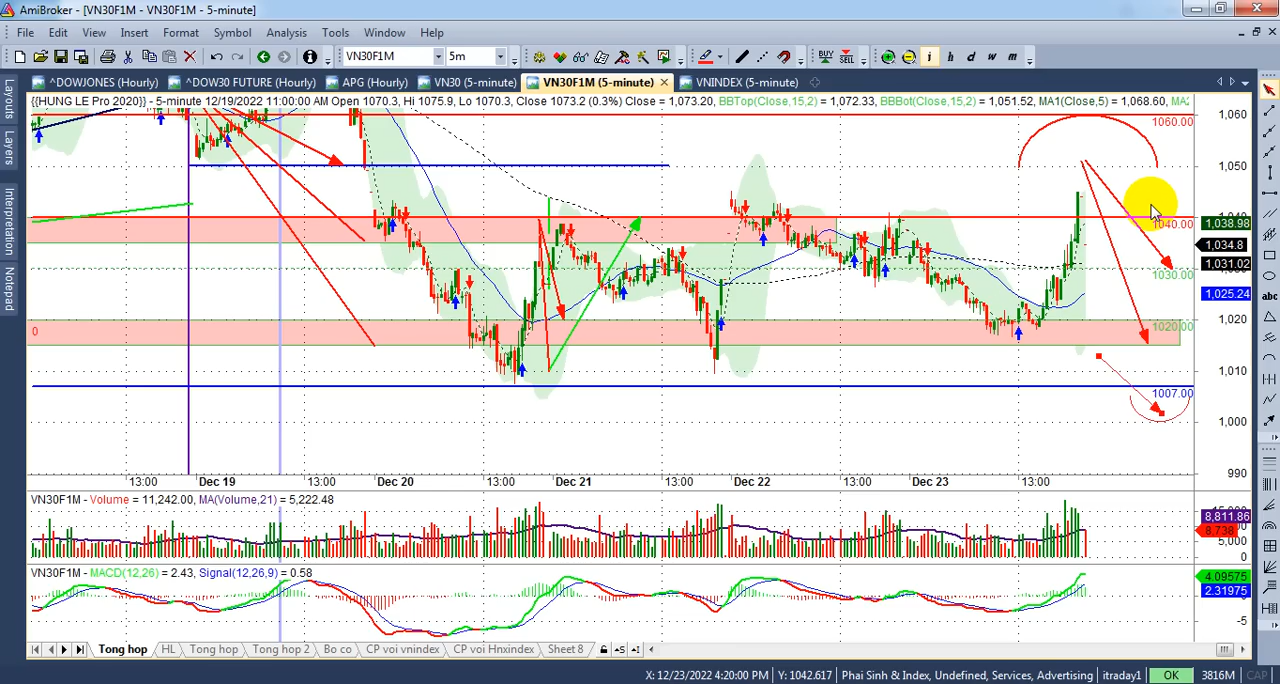 AmiBroker - [VN30F1M - VN30F1M - 5-minute]
File Edit View Insert Format Symbol Analysis Tools Window Help
VN30F1M 5m BUY SELL i h d w m
Layouts
Layers
Interpretation
Notepad
^DOWJONES (Hourly) ^DOW30 FUTURE (Hourly) APG (Hourly) VN30 (5-minute) VN30F1M (5-minute) VNINDEX (5-minute)
{{HUNG LE Pro 2020}} - 5-minute 12/19/2022 11:00:00 AM Open 1070.3, Hi 1075.9, Lo 1070.3, Close 1073.2 (0.3%) Close = 1,073.20, BBTop(Close,15,2) = 1,072.33, BBBot(Close,15,2) = 1,051.52, MA1(Close,5) = 1,068.60, MA2
1060.00
1040.00
1030.00
1020.00
0
1007.00
1,060
1,050
1,040
1,038.98
1,034.8
1,031.02
1,030
1,025.24
1,020
1,010
1,000
990
13:00 Dec 19 13:00 Dec 20 13:00 Dec 21 13:00 Dec 22 13:00 Dec 23 13:00
VN30F1M - Volume = 11,242.00, MA(Volume,21) = 5,222.48
8,811.86
8,738
5,000
0
VN30F1M - MACD(12,26) = 2.43, Signal(12,26,9) = 0.58
4.09575
2.31975
-5
Tong hop HL Tong hop Tong hop 2 Bo co CP voi vnindex CP voi Hnxindex Sheet 8
X: 12/23/2022 4:20:00 PM Y: 1042.617 Phai Sinh & Index, Undefined, Services, Advertising itraday1 OK 3816M CAP
abc